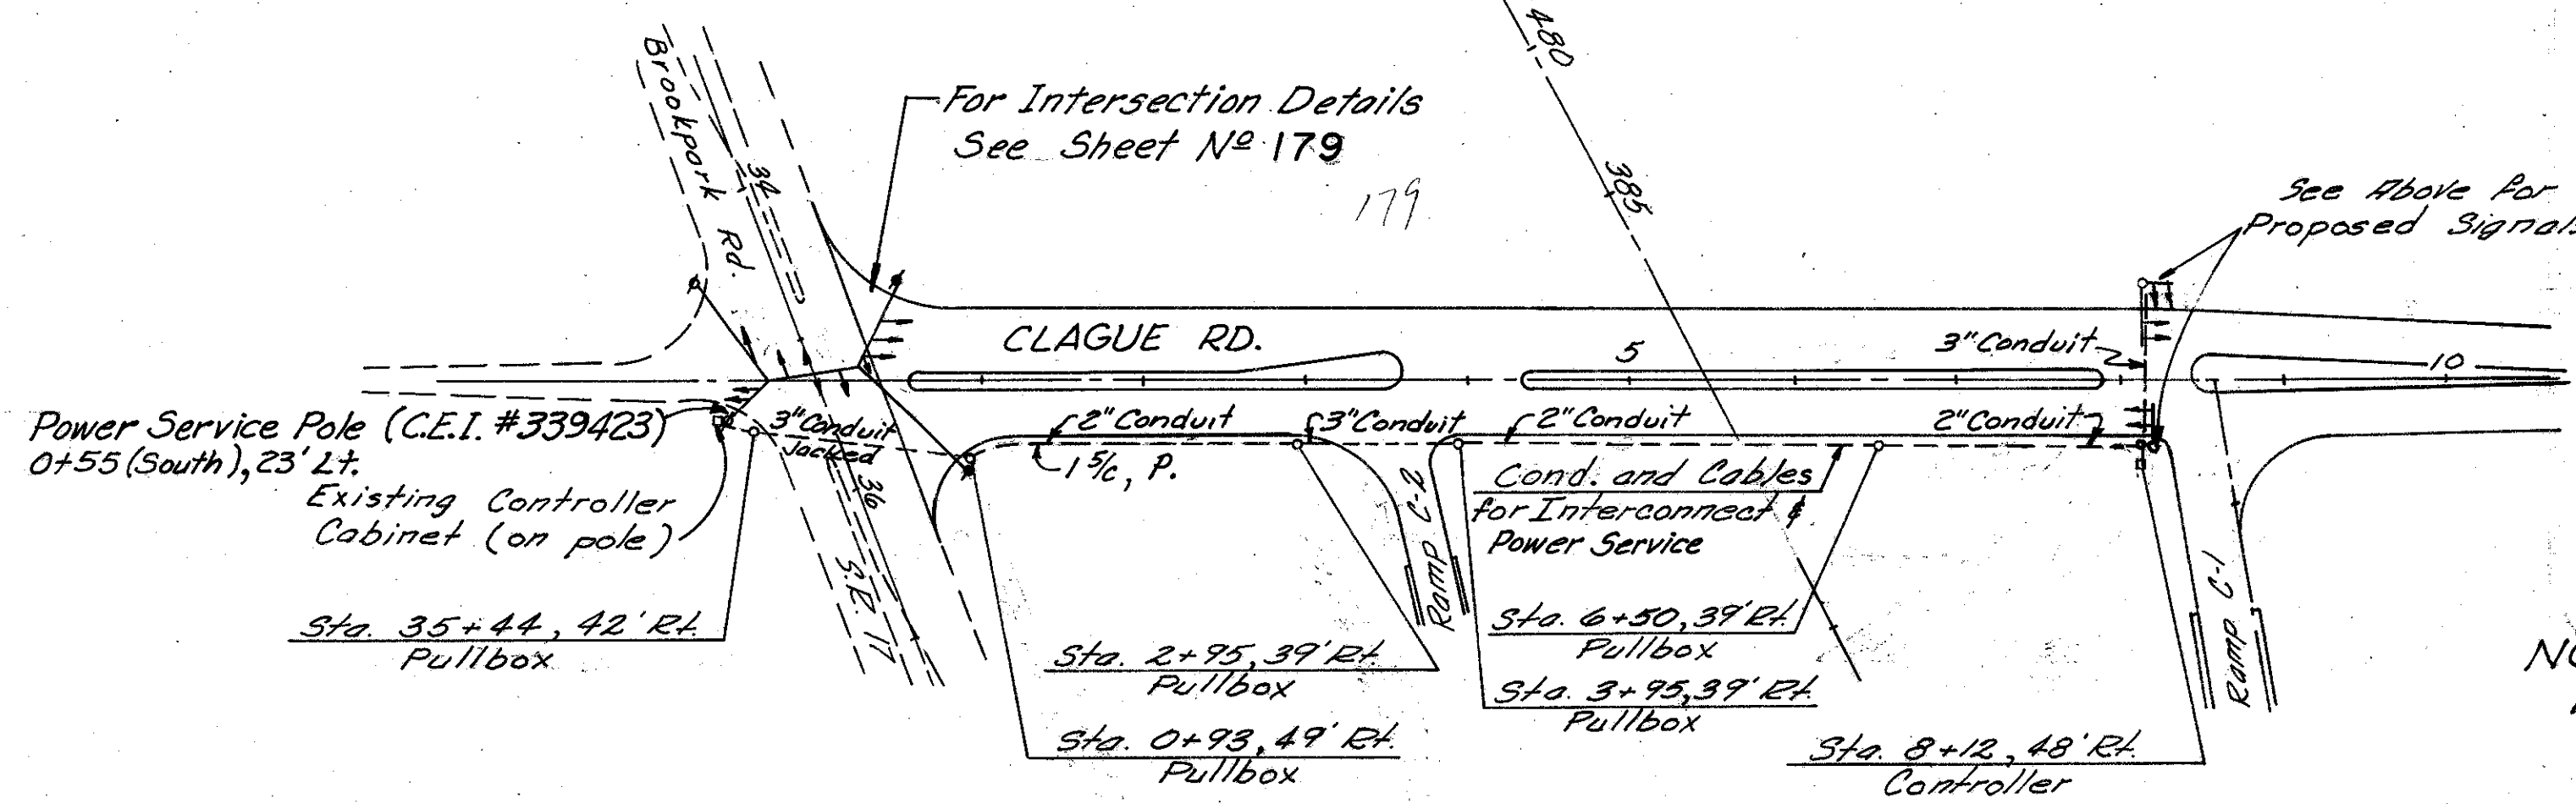 480
Brookpark Rd.
For Intersection Details
See Sheet Nº 179
179
34
385
See Above for
Proposed Signals
CLAGUE RD.
5
3" Conduit
10
Power Service Pole (C.E.I. #339423)
0+55 (South), 23' Lt.
3" Conduit
Jacked
2" Conduit
3" Conduit
2" Conduit
2" Conduit
1 5/c, P.
36
Existing Controller
Cabinet (on pole)
Cond. and Cables
for Interconnect &
Power Service
Ramp C-2
Ramp C-1
S.R. 17
Sta. 35+44, 42' Rt.
Pullbox
Sta. 2+95, 39' Rt.
Pullbox
Sta. 6+50, 39' Rt.
Pullbox
Sta. 3+95, 39' Rt.
Pullbox
Sta. 0+93, 49' Rt.
Pullbox
Sta. 8+12, 48' Rt.
Controller